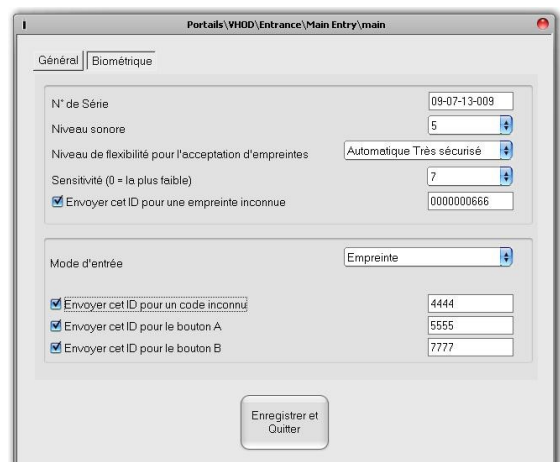 Portails\VHOD\Entrance\Main Entry\main
Général Biométrique
N° de Série 09-07-13-009
Niveau sonore 5
Niveau de flexibilité pour l'acceptation d'empreintes Automatique Très sécurisé
Sensitivité (0 = la plus faible) 7
Envoyer cet ID pour une empreinte inconnue 0000000666
Mode d'entrée Empreinte
Envoyer cet ID pour un code inconnu 4444
Envoyer cet ID pour le bouton A 5555
Envoyer cet ID pour le bouton B 7777
Enregistrer et
Quitter